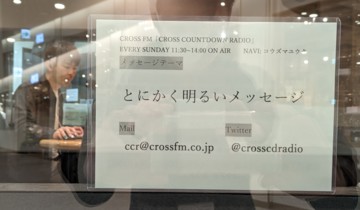 CROSS FM「CROSS COUNTDOWN RADIO」
EVERY SUNDAY 11:30~14:00 ON AIR NAVI: コウズマユウタ
メッセージテーマ
とにかく明るいメッセージ
Mail
Twitter
ccr@crossfm.co.jp
@crosscdradio